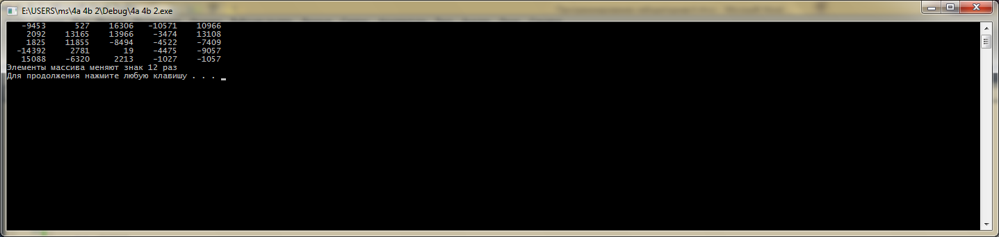 E:\USERS\ms\4a 4b 2\Debug\4a 4b 2.exe
-9453 527 16306 -10571 10966
2092 13165 13966 -3474 13108
1825 11855 -8494 -4522 -7409
-14392 2781 19 -4475 -9057
15088 -6320 2213 -1027 -1057
Элементы массива меняют знак 12 раз
Для продолжения нажмите любую клавишу . . .